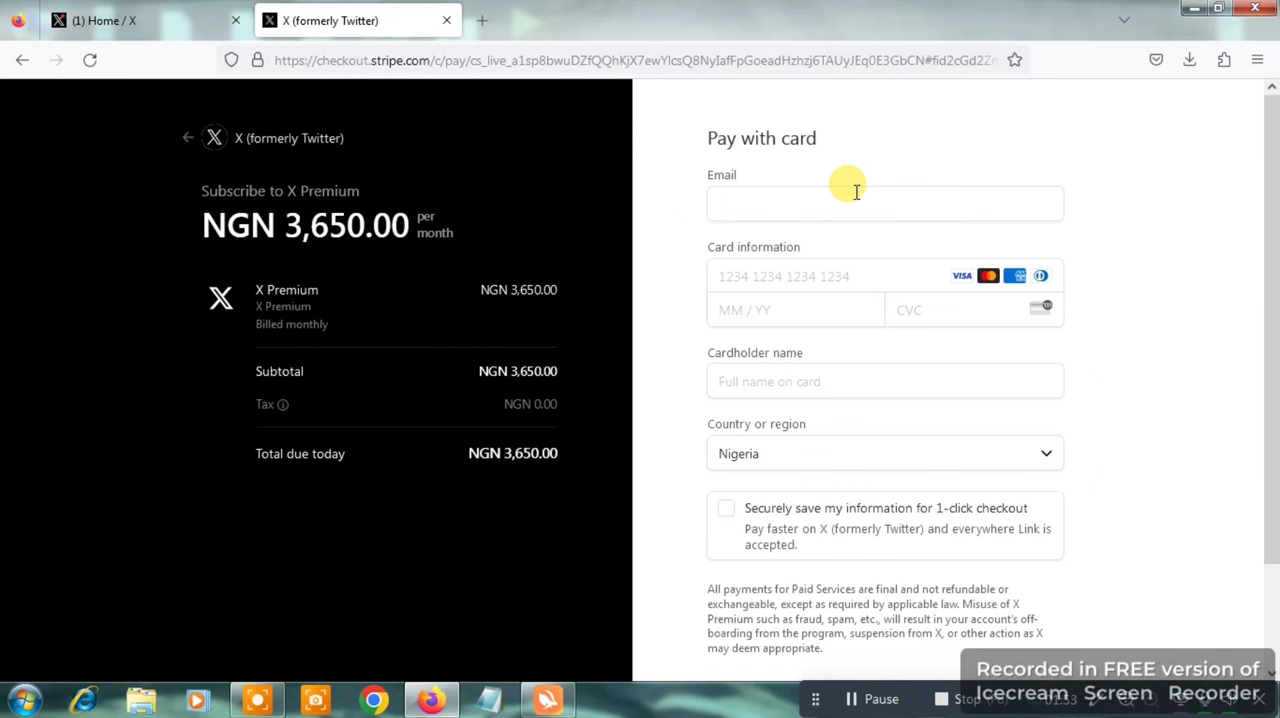 (1) Home / X
X (formerly Twitter)
https://checkout.stripe.com/c/pay/cs_live_a1sp8bwuDZfQQhKjX7ewYlcsQ8NyIafFpGoeadHzhzj6TAUyJEq0E3GbCN#fid2cGd2Zn
X (formerly Twitter)
Subscribe to X Premium
NGN 3,650.00 per month
X Premium NGN 3,650.00
X Premium
Billed monthly
Subtotal NGN 3,650.00
Tax NGN 0.00
Total due today NGN 3,650.00
Pay with card
Email
Card information
1234 1234 1234 1234 VISA
MM / YY CVC
Cardholder name
Full name on card
Country or region
Nigeria
Securely save my information for 1-click checkout
Pay faster on X (formerly Twitter) and everywhere Link is
accepted.
All payments for Paid Services are final and not refundable or
exchangeable, except as required by applicable law. Misuse of X
Premium such as fraud, spam, etc., will result in your account's off-
boarding from the program, suspension from X, or other action as X
may deem appropriate.
Recorded in FREE version of
Icecream Screen Recorder
Pause Stop